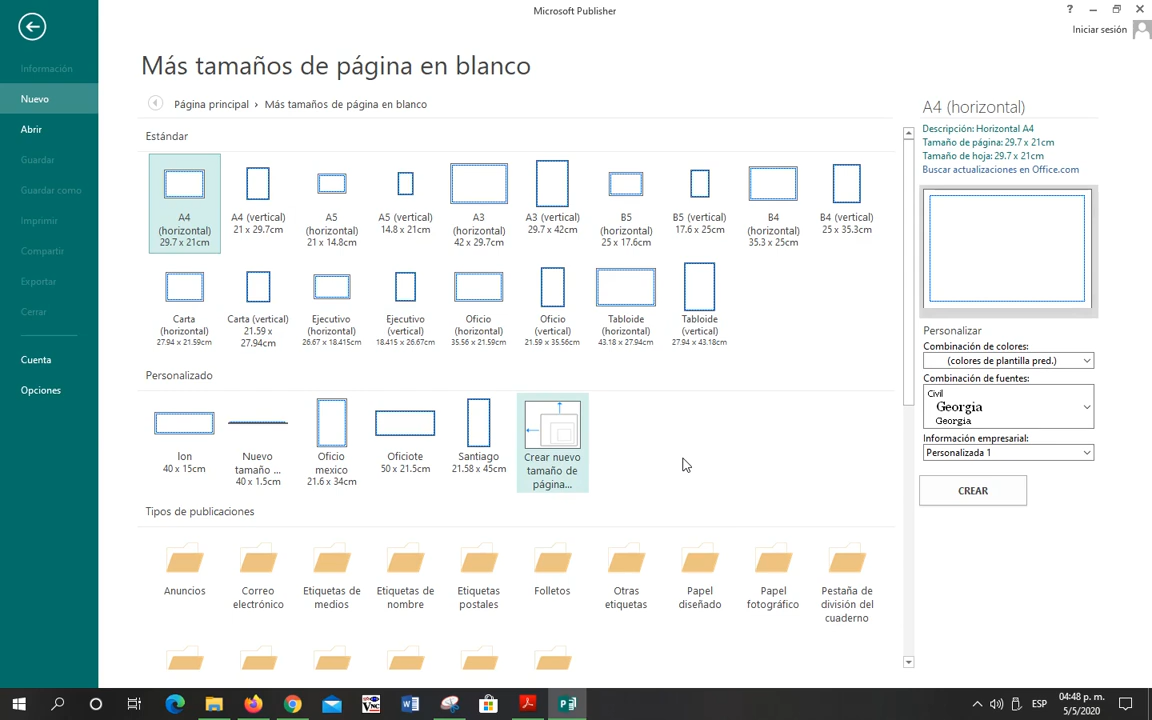 Microsoft Publisher
?
Iniciar sesión
Información
Nuevo
Abrir
Guardar
Guardar como
Imprimir
Compartir
Exportar
Cerrar
Cuenta
Opciones
Más tamaños de página en blanco
Página principal › Más tamaños de página en blanco
Estándar
A4
(horizontal)
29.7 x 21cm
A4 (vertical)
21 x 29.7cm
A5
(horizontal)
21 x 14.8cm
A5 (vertical)
14.8 x 21cm
A3
(horizontal)
42 x 29.7cm
A3 (vertical)
29.7 x 42cm
B5
(horizontal)
25 x 17.6cm
B5 (vertical)
17.6 x 25cm
B4
(horizontal)
35.3 x 25cm
B4 (vertical)
25 x 35.3cm
Carta
(horizontal)
27.94 x 21.59cm
Carta (vertical)
21.59 x
27.94cm
Ejecutivo
(horizontal)
26.67 x 18.415cm
Ejecutivo
(vertical)
18.415 x 26.67cm
Oficio
(horizontal)
35.56 x 21.59cm
Oficio
(vertical)
21.59 x 35.56cm
Tabloide
(horizontal)
43.18 x 27.94cm
Tabloide
(vertical)
27.94 x 43.18cm
Personalizado
lon
40 x 15cm
Nuevo
tamaño ...
40 x 1.5cm
Oficio
mexico
21.6 x 34cm
Oficiote
50 x 21.5cm
Santiago
21.58 x 45cm
Crear nuevo
tamaño de
página...
Tipos de publicaciones
Anuncios
Correo
electrónico
Etiquetas de
medios
Etiquetas de
nombre
Etiquetas
postales
Folletos
Otras
etiquetas
Papel
diseñado
Papel
fotográfico
Pestaña de
división del
cuaderno
A4 (horizontal)
Descripción: Horizontal A4
Tamaño de página: 29.7 x 21cm
Tamaño de hoja: 29.7 x 21cm
Buscar actualizaciones en Office.com
Personalizar
Combinación de colores:
(colores de plantilla pred.)
Combinación de fuentes:
Civil
Georgia
Georgia
Información empresarial:
Personalizada 1
CREAR
ESP
04:48 p. m.
5/5/2020